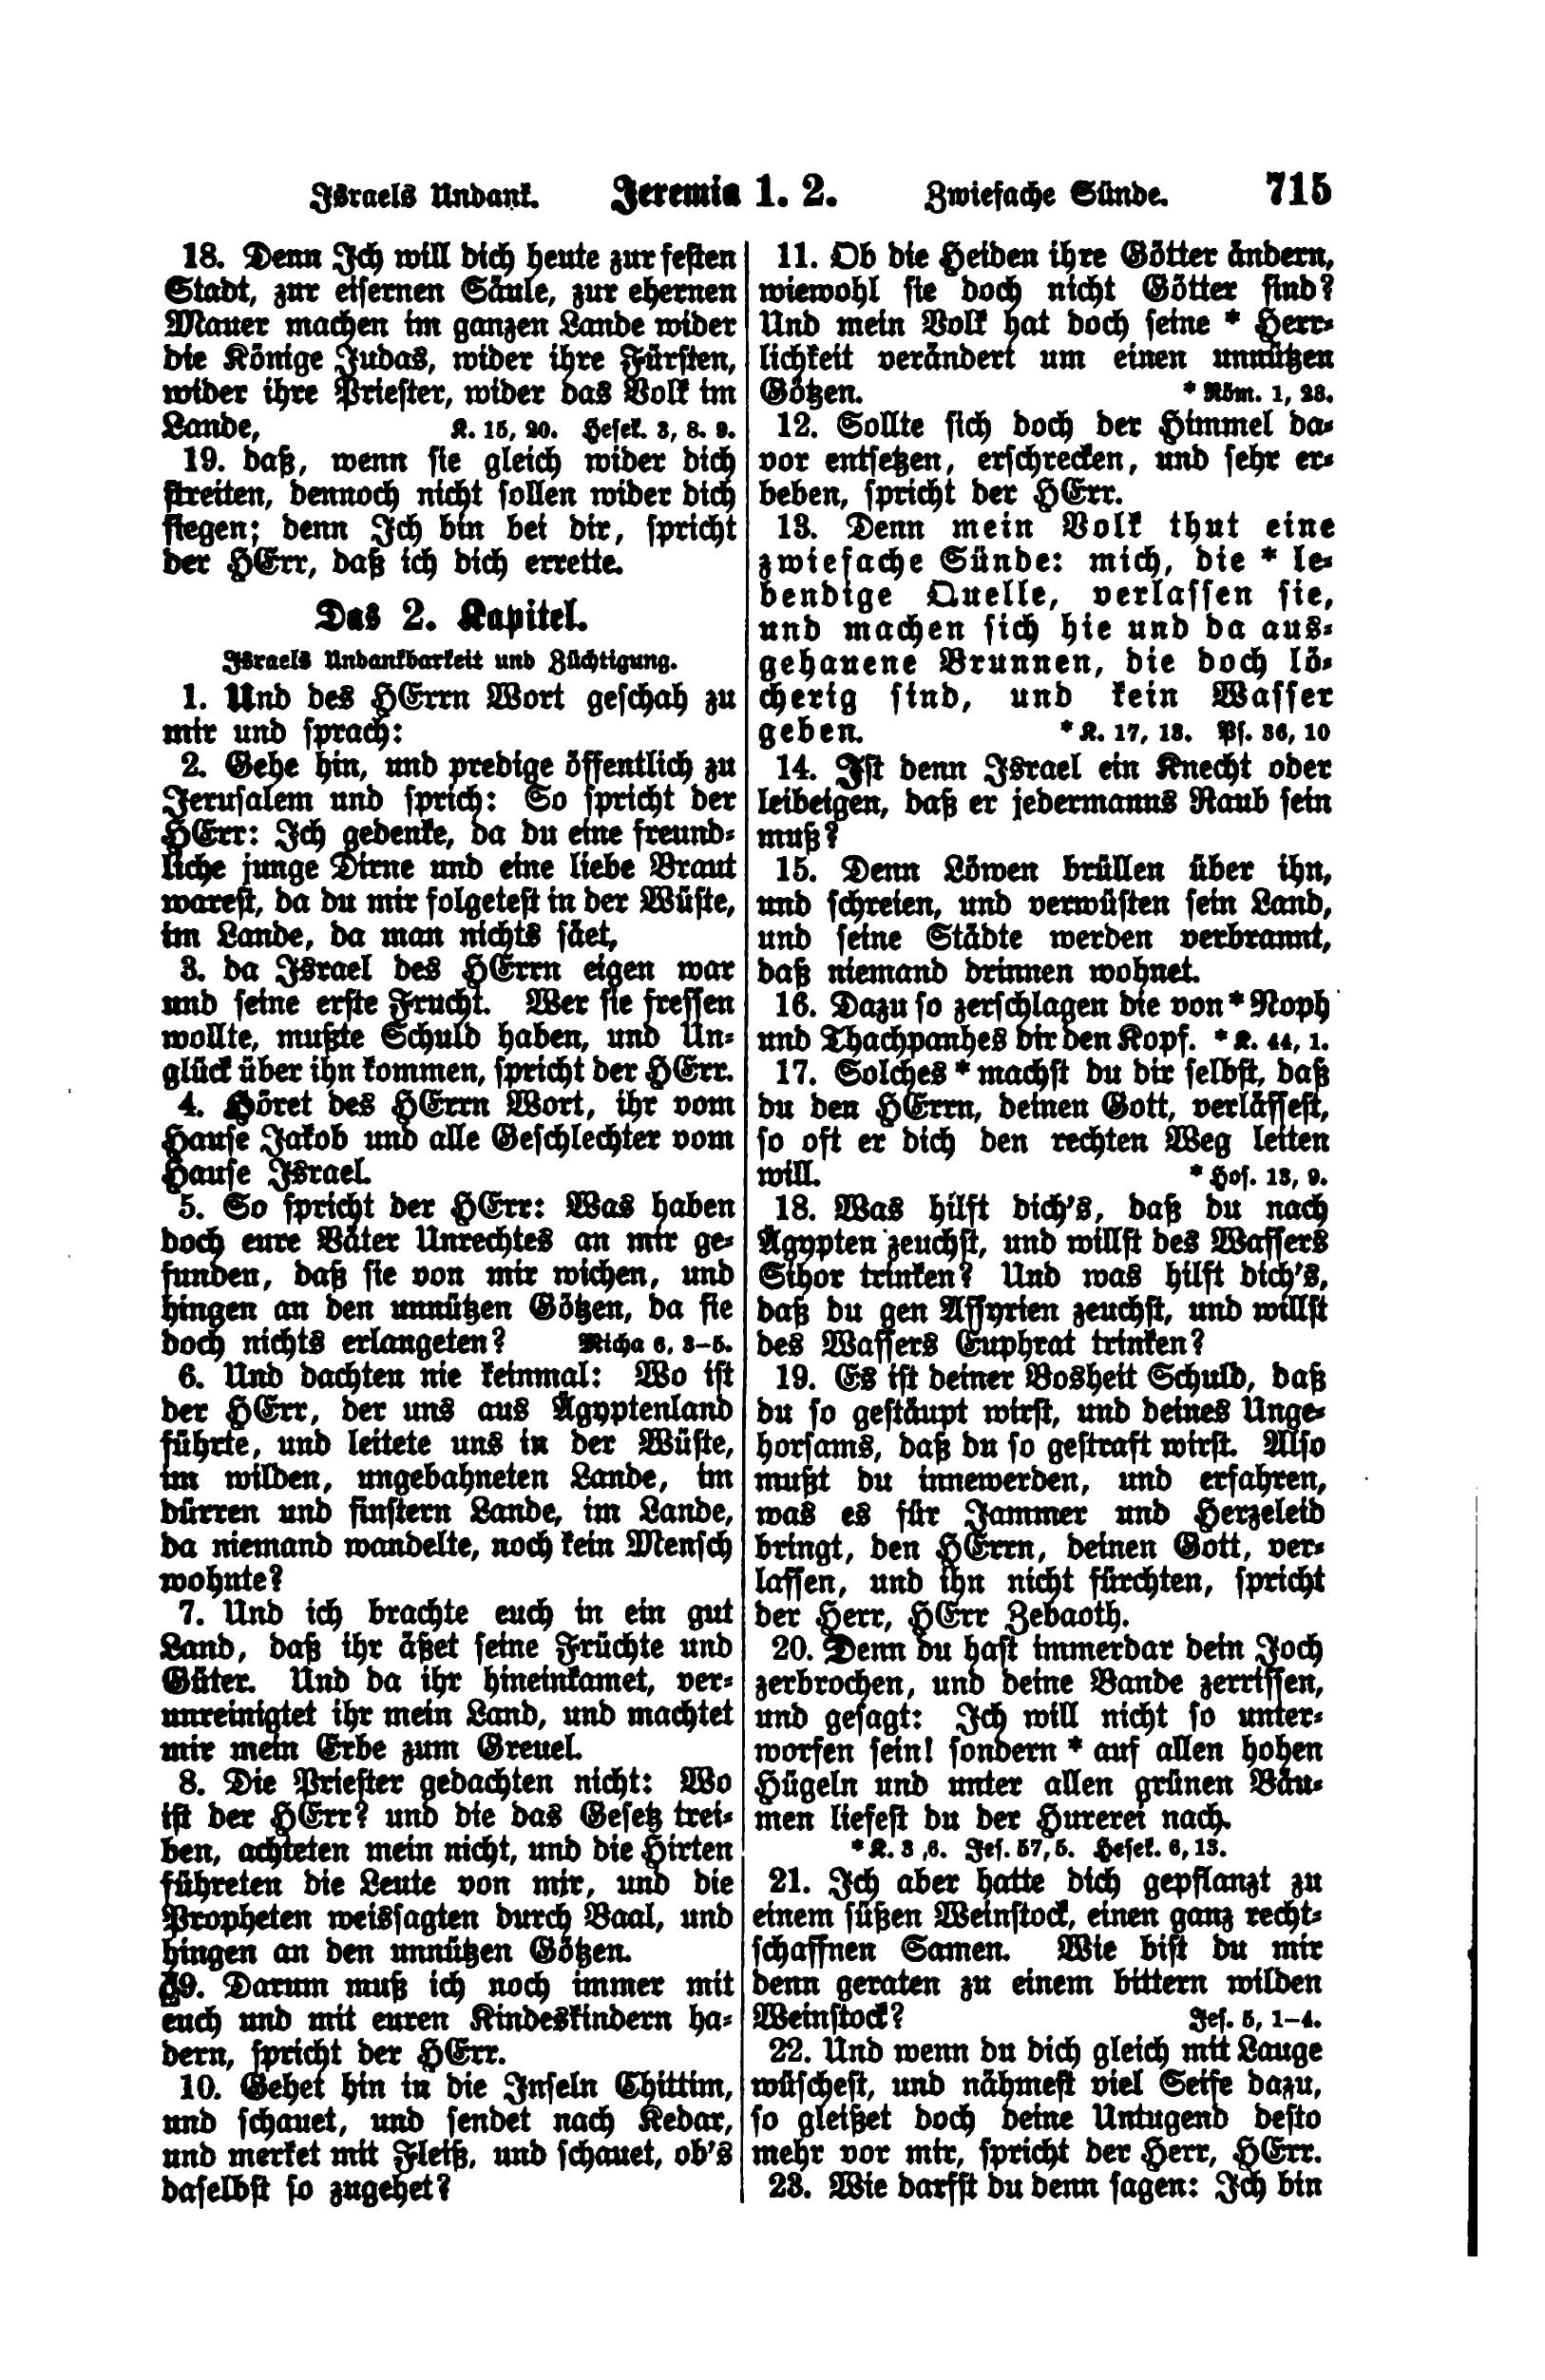 Israels Undank. Jeremia 1. 2. Zwiefache Sünde. 715
18. Denn Ich will dich heute zur festen
Stadt, zur eisernen Säule, zur ehernen
Mauer machen im ganzen Lande wider
die Könige Judas, wider ihre Fürsten,
wider ihre Priester, wider das Volk im
Lande, K. 15, 20. Hesek. 3, 8. 9.
19. daß, wenn sie gleich wider dich
streiten, dennoch nicht sollen wider dich
siegen; denn Ich bin bei dir, spricht
der HErr, daß ich dich errette.
Das 2. Kapitel.
Israels Undankbarkeit und Züchtigung.
1. Und des HErrn Wort geschah zu
mir und sprach:
2. Gehe hin, und predige öffentlich zu
Jerusalem und sprich: So spricht der
HErr: Ich gedenke, da du eine freund-
liche junge Dirne und eine liebe Braut
warest, da du mir folgetest in der Wüste,
im Lande, da man nichts säet,
3. da Israel des HErrn eigen war
und seine erste Frucht. Wer sie fressen
wollte, mußte Schuld haben, und Un-
glück über ihn kommen, spricht der HErr.
4. Höret des HErrn Wort, ihr vom
Hause Jakob und alle Geschlechter vom
Hause Israel.
5. So spricht der HErr: Was haben
doch eure Väter Unrechtes an mir ge-
funden, daß sie von mir wichen, und
hingen an den unnützen Götzen, da sie
doch nichts erlangeten? Micha 6, 3-5.
6. Und dachten nie keinmal: Wo ist
der HErr, der uns aus Ägyptenland
führte, und leitete uns in der Wüste,
im wilden, ungebahneten Lande, im
dürren und finstern Lande, im Lande,
da niemand wandelte, noch kein Mensch
wohnte?
7. Und ich brachte euch in ein gut
Land, daß ihr äßet seine Früchte und
Güter. Und da ihr hineinkamet, ver-
unreinigtet ihr mein Land, und machtet
mir mein Erbe zum Greuel.
8. Die Priester gedachten nicht: Wo
ist der HErr? und die das Gesetz trei-
ben, achteten mein nicht, und die Hirten
führeten die Leute von mir, und die
Propheten weissagten durch Baal, und
hingen an den unnützen Götzen.
9. Darum muß ich noch immer mit
euch und mit euren Kindeskindern ha-
dern, spricht der HErr.
10. Gehet hin in die Inseln Chittim,
und schauet, und sendet nach Kedar,
und merket mit Fleiß, und schauet, ob's
daselbst so zugehet?
11. Ob die Heiden ihre Götter ändern,
wiewohl sie doch nicht Götter sind?
Und mein Volk hat doch seine * Herr-
lichkeit verändert um einen unnützen
Götzen. * Röm. 1, 23.
12. Sollte sich doch der Himmel da-
vor entsetzen, erschrecken, und sehr er-
beben, spricht der HErr.
13. Denn mein Volk thut eine
zwiefache Sünde: mich, die * le-
bendige Quelle, verlassen sie,
und machen sich hie und da aus-
gehauene Brunnen, die doch lö-
cherig sind, und kein Wasser
geben. * K. 17, 13. Ps. 36, 10
14. Ist denn Israel ein Knecht oder
leibeigen, daß er jedermanns Raub sein
muß?
15. Denn Löwen brüllen über ihn,
und schreien, und verwüsten sein Land,
und seine Städte werden verbrannt,
daß niemand drinnen wohnet.
16. Dazu so zerschlagen die von * Noph
und Thachpanhes dir den Kopf. * K. 44, 1.
17. Solches * machst du dir selbst, daß
du den HErrn, deinen Gott, verlässest,
so oft er dich den rechten Weg leiten
will. * Hos. 13, 9.
18. Was hilft dich's, daß du nach
Ägypten zeuchst, und willst des Wassers
Sihor trinken? Und was hilft dich's,
daß du gen Assyrien zeuchst, und willst
des Wassers Euphrat trinken?
19. Es ist deiner Bosheit Schuld, daß
du so gestäupt wirst, und deines Unge-
horsams, daß du so gestraft wirst. Also
mußt du innewerden, und erfahren,
was es für Jammer und Herzeleid
bringt, den HErrn, deinen Gott, ver-
lassen, und ihn nicht fürchten, spricht
der Herr, HErr Zebaoth.
20. Denn du hast immerdar dein Joch
zerbrochen, und deine Bande zerrissen,
und gesagt: Ich will nicht so unter-
worfen sein! sondern * auf allen hohen
Hügeln und unter allen grünen Bäu-
men liefest du der Hurerei nach.
* K. 3 ,6. Jes. 57, 5. Hesek. 6, 13.
21. Ich aber hatte dich gepflanzt zu
einem süßen Weinstock, einen ganz recht-
schaffnen Samen. Wie bist du mir
denn geraten zu einem bittern wilden
Weinstock? Jes. 5, 1-4.
22. Und wenn du dich gleich mit Lauge
wüschest, und nähmest viel Seife dazu,
so gleißet doch deine Untugend desto
mehr vor mir, spricht der Herr, HErr.
23. Wie darfst du denn sagen: Ich bin